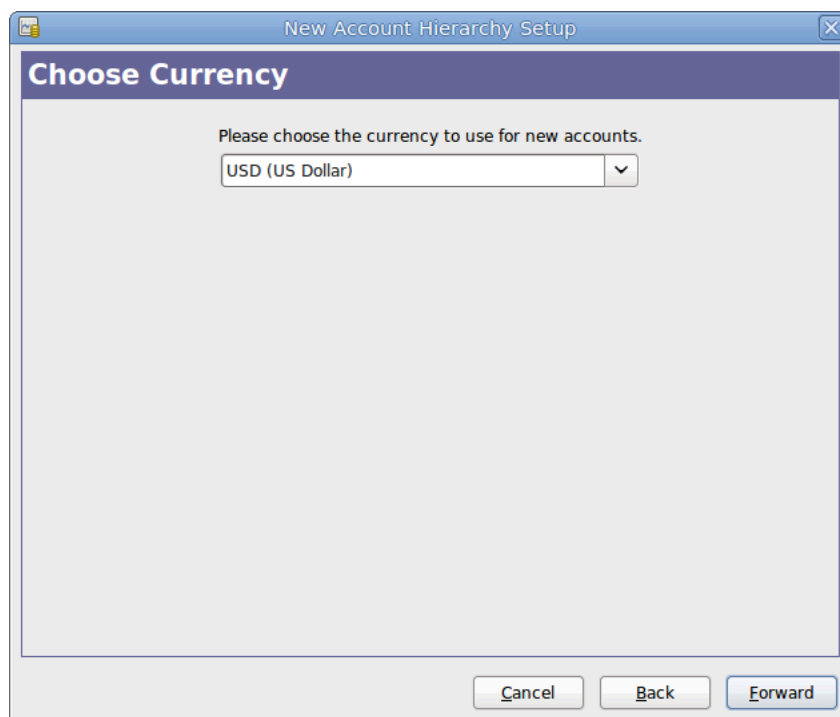 New Account Hierarchy Setup
Choose Currency
Please choose the currency to use for new accounts.
USD (US Dollar)
Cancel Back Forward